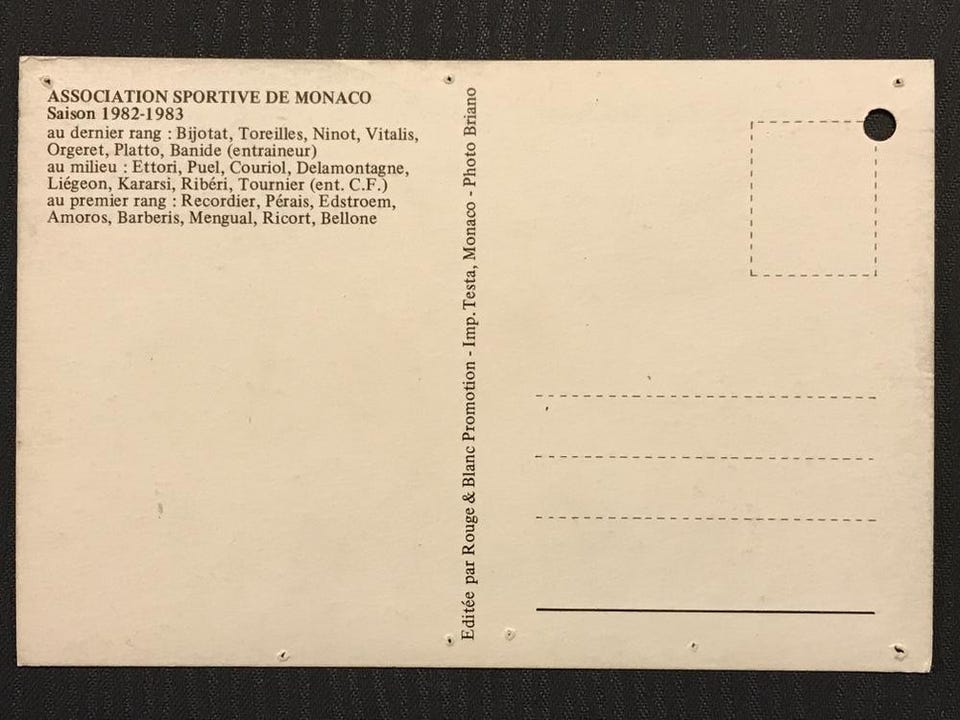 ASSOCIATION SPORTIVE DE MONACO
Saison 1982-1983
au dernier rang : Bijotat, Toreilles, Ninot, Vitalis,
Orgeret, Platto, Banide (entraineur)
au milieu : Ettori, Puel, Couriol, Delamontagne,
Liégeon, Kararsi, Ribéri, Tournier (ent. C.F.)
au premier rang : Recordier, Pérais, Edstroem,
Amoros, Barberis, Mengual, Ricort, Bellone
Editée par Rouge & Blanc Promotion - Imp. Testa, Monaco - Photo Briano